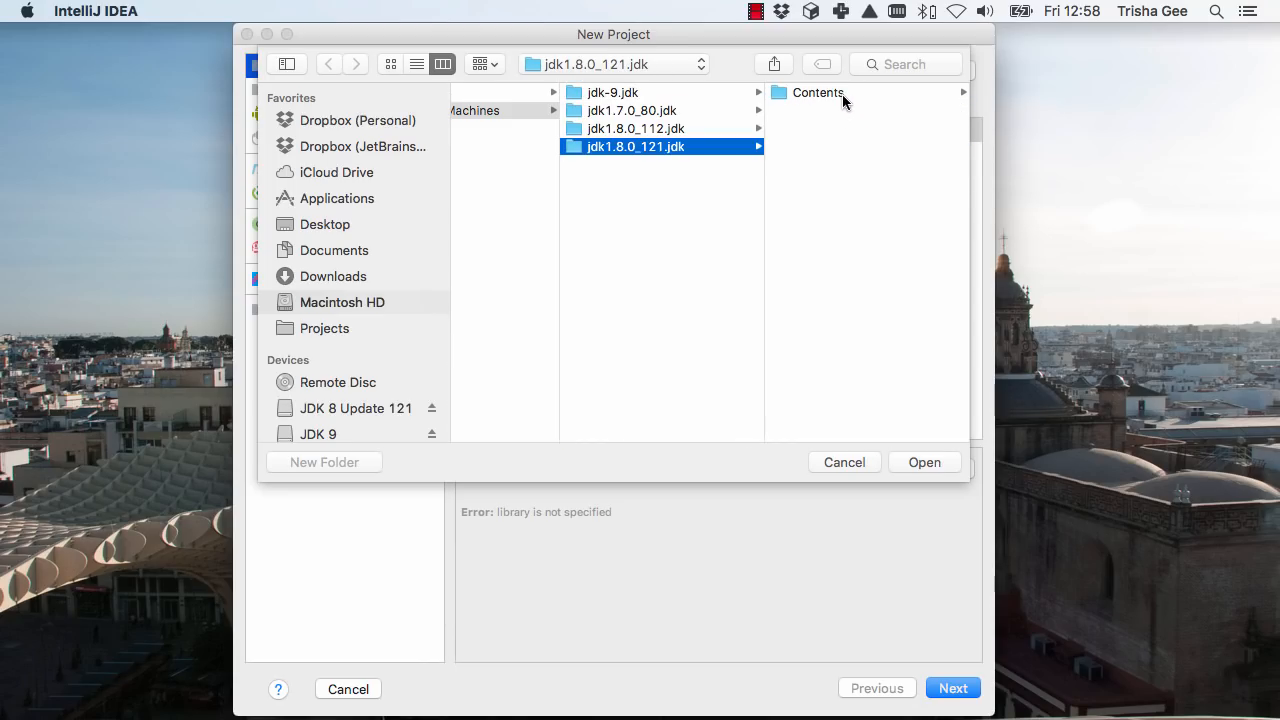 IntelliJ IDEA
Fri 12:58 Trisha Gee
New Project
jdk1.8.0_121.jdk
Search
Favorites
Dropbox (Personal)
Dropbox (JetBrains...
iCloud Drive
Applications
Desktop
Documents
Downloads
Macintosh HD
Projects
Devices
Remote Disc
JDK 8 Update 121
JDK 9
Machines
jdk-9.jdk
jdk1.7.0_80.jdk
jdk1.8.0_112.jdk
jdk1.8.0_121.jdk
Contents
New Folder
Cancel
Open
Error: library is not specified
?
Cancel
Previous
Next